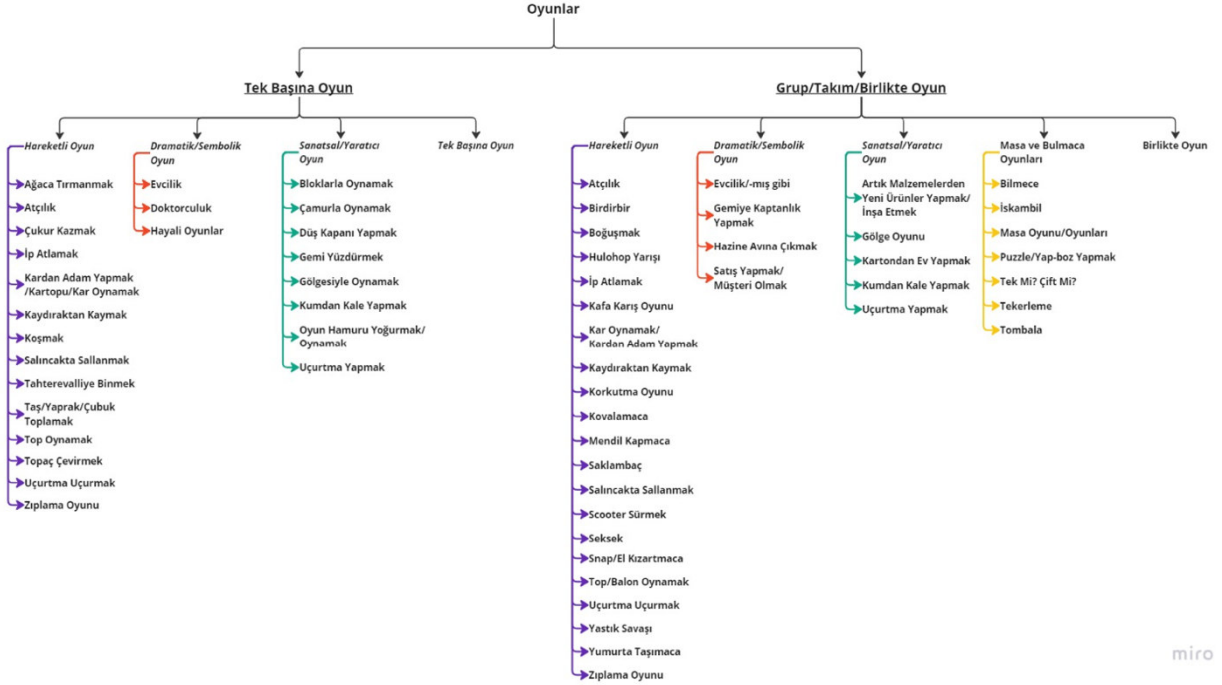 Oyunlar
Tek Başına Oyun
Hareketli Oyun
Ağaca Tırmanmak
Atçılık
Çukur Kazmak
İp Atlamak
Kardan Adam Yapmak
/Kartopu/Kar Oynamak
Kaydıraktan Kaymak
Koşmak
Salıncakta Sallanmak
Tahterevalliye Binmek
Taş/Yaprak/Çubuk
Toplamak
Top Oynamak
Topaç Çevirmek
Uçurtma Uçurmak
Zıplama Oyunu
Dramatik/Sembolik
Oyun
Evcilik
Doktorculuk
Hayali Oyunlar
Sanatsal/Yaratıcı
Oyun
Bloklarla Oynamak
Çamurla Oynamak
Düş Kapanı Yapmak
Gemi Yüzdürmek
Gölgesiyle Oynamak
Kumdan Kale Yapmak
Oyun Hamuru Yoğurmak/
Oynamak
Uçurtma Yapmak
Tek Başına Oyun
Grup/Takım/Birlikte Oyun
Hareketli Oyun
Atçılık
Birdirbir
Boğuşmak
Hulohop Yarışı
İp Atlamak
Kafa Karış Oyunu
Kar Oynamak/
Kardan Adam Yapmak
Kaydıraktan Kaymak
Korkutma Oyunu
Kovalamaca
Mendil Kapmaca
Saklambaç
Salıncakta Sallanmak
Scooter Sürmek
Seksek
Snap/El Kızartmaca
Top/Balon Oynamak
Uçurtma Uçurmak
Yastık Savaşı
Yumurta Taşımaca
Zıplama Oyunu
Dramatik/Sembolik
Oyun
Evcilik/-mış gibi
Gemiye Kaptanlık
Yapmak
Hazine Avına Çıkmak
Satış Yapmak/
Müşteri Olmak
Sanatsal/Yaratıcı
Oyun
Artık Malzemelerden
Yeni Ürünler Yapmak/
İnşa Etmek
Gölge Oyunu
Kartondan Ev Yapmak
Kumdan Kale Yapmak
Uçurtma Yapmak
Masa ve Bulmaca
Oyunları
Bilmece
İskambil
Masa Oyunu/Oyunları
Puzzle/Yap-boz Yapmak
Tek Mi? Çift Mi?
Tekerleme
Tombala
Birlikte Oyun
miro